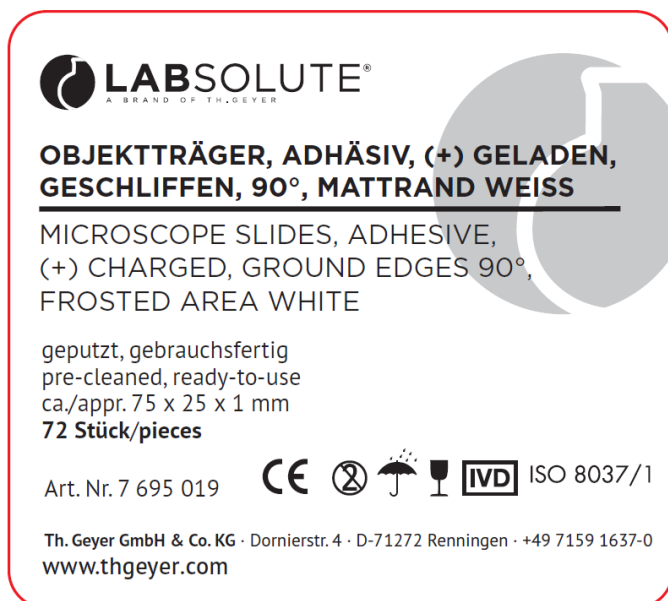 LABSOLUTE®
A BRAND OF TH.GEYER
OBJEKTTRÄGER, ADHÄSIV, (+) GELADEN,
GESCHLIFFEN, 90°, MATTRAND WEISS
MICROSCOPE SLIDES, ADHESIVE,
(+) CHARGED, GROUND EDGES 90°,
FROSTED AREA WHITE
geputzt, gebrauchsfertig
pre-cleaned, ready-to-use
ca./appr. 75 x 25 x 1 mm
72 Stück/pieces
Art. Nr. 7 695 019 CE 2 IVD ISO 8037/1
Th. Geyer GmbH & Co. KG · Dornierstr. 4 · D-71272 Renningen · +49 7159 1637-0
www.thgeyer.com